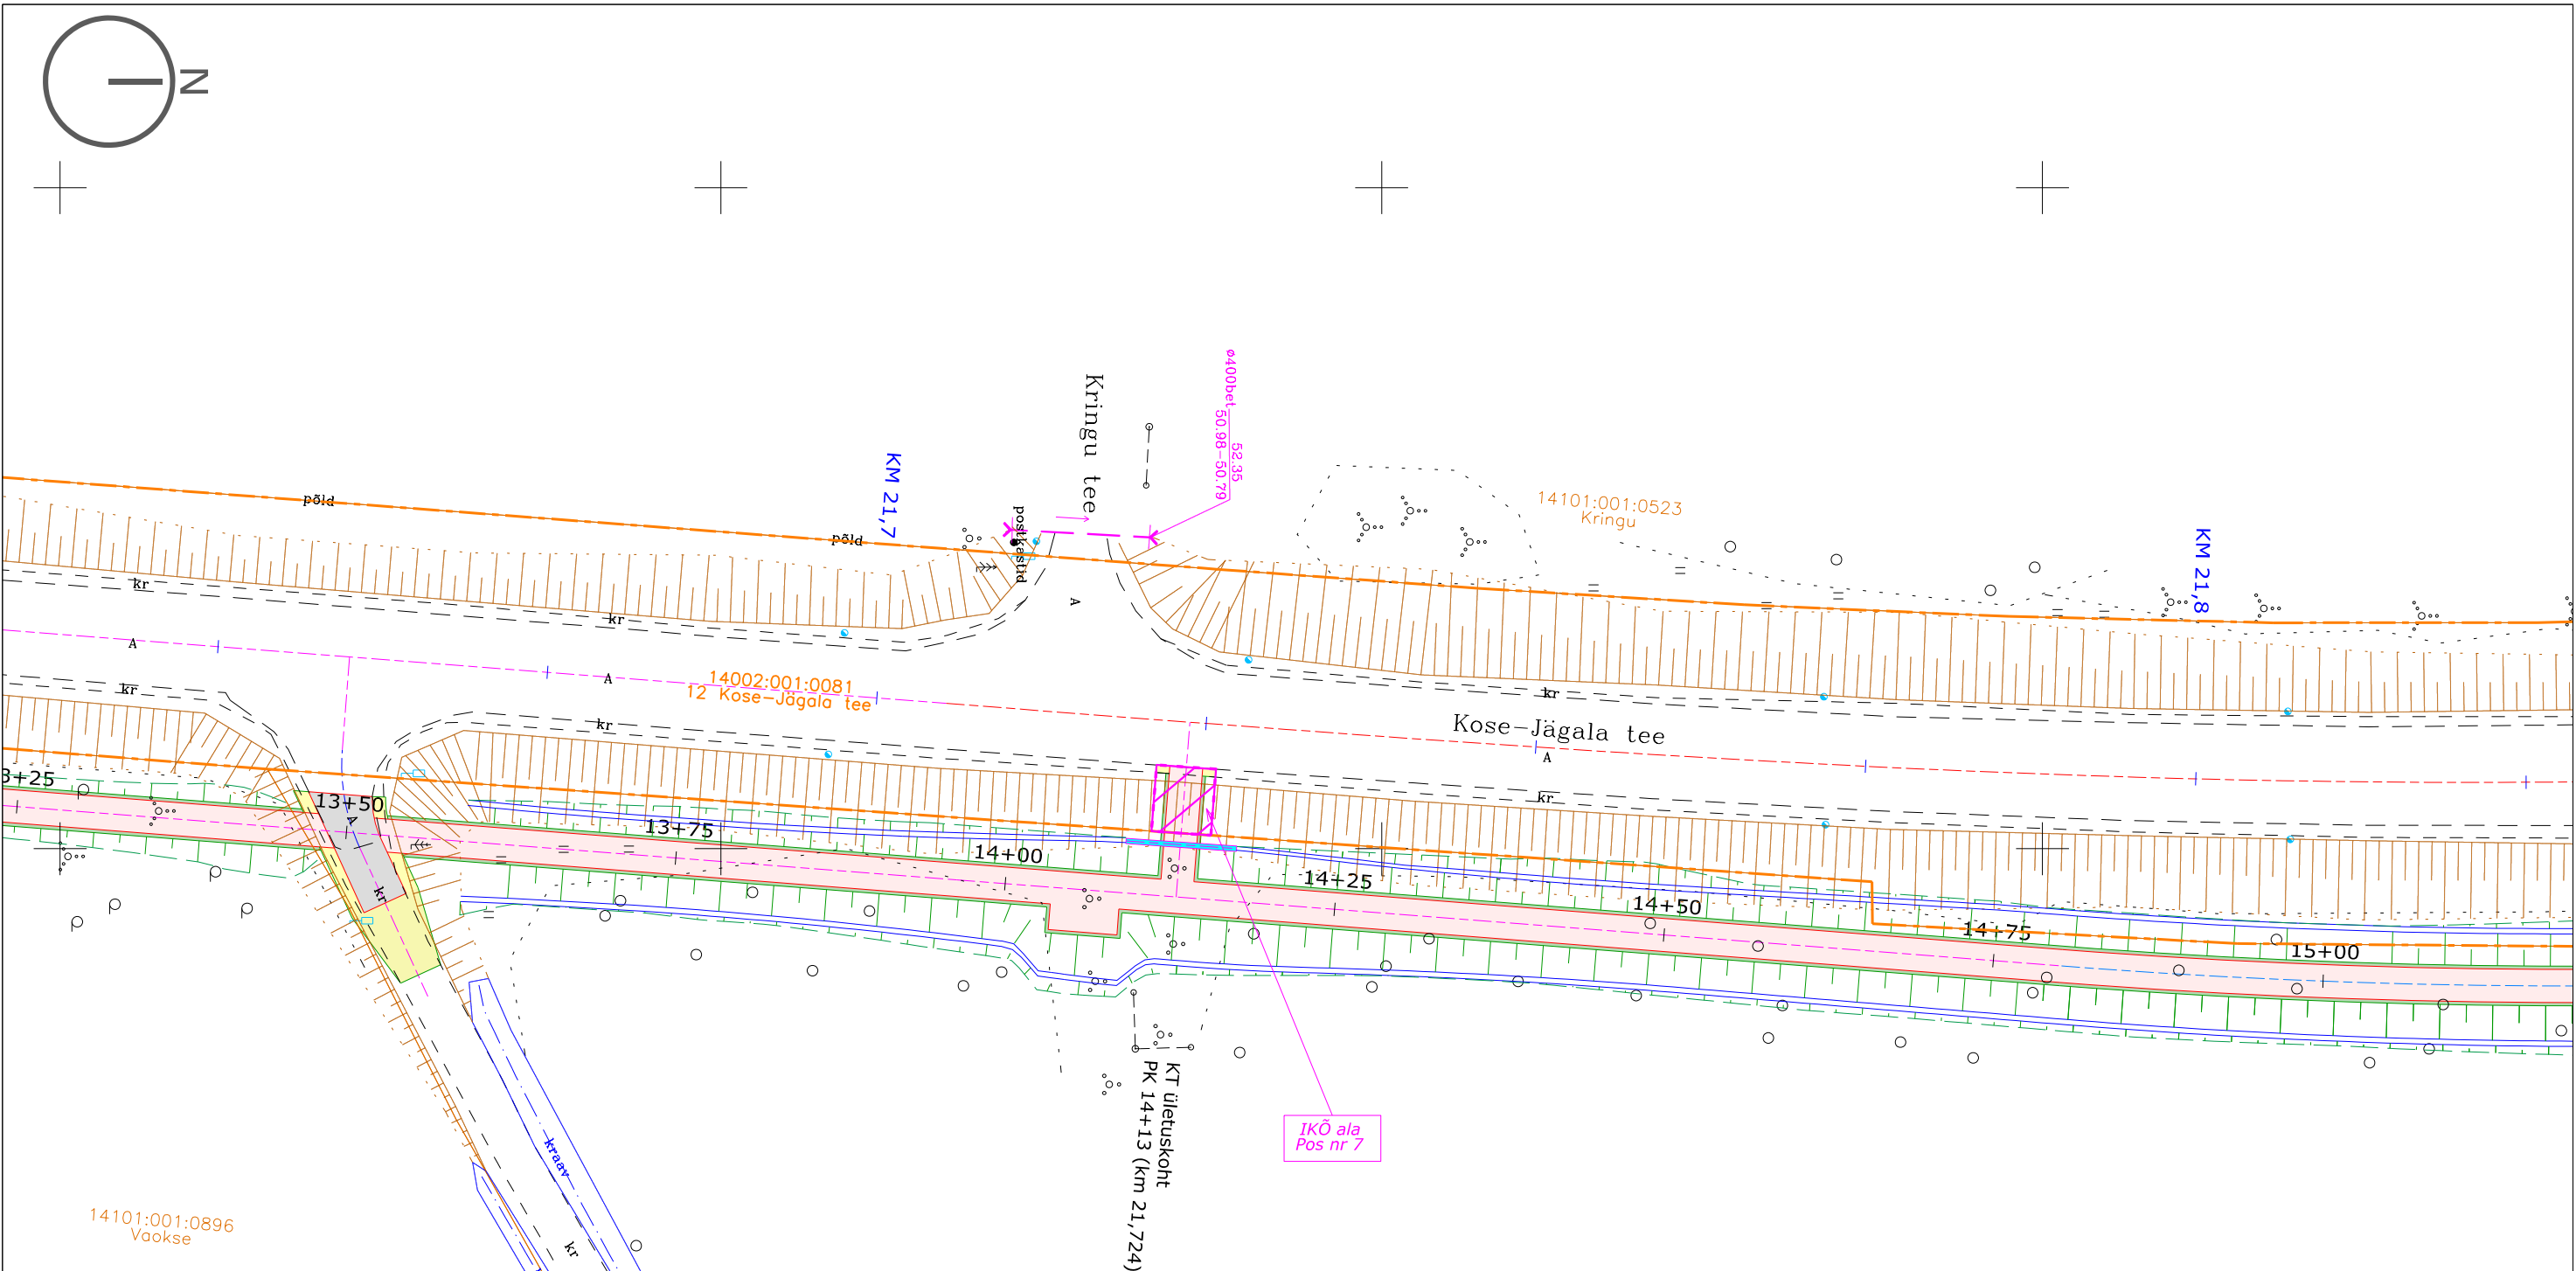 N
ø400bet
52.35
50.98-50.79
Kringu tee
KM 21,7
postkastid
põld
põld
14101:001:0523
Kringu
KM 21,8
kr
kr
A
A
A
14002:001:0081
12 Kose-Jägala tee
kr
kr
kr
Kose-Jägala tee
A
kr
3+25
13+50
A
kr
13+75
14+00
14+25
14+50
14+75
15+00
KT ületuskoht
PK 14+13 (km 21,724)
IKÕ ala
Pos nr 7
kraav
kr
14101:001:0896
Vaokse